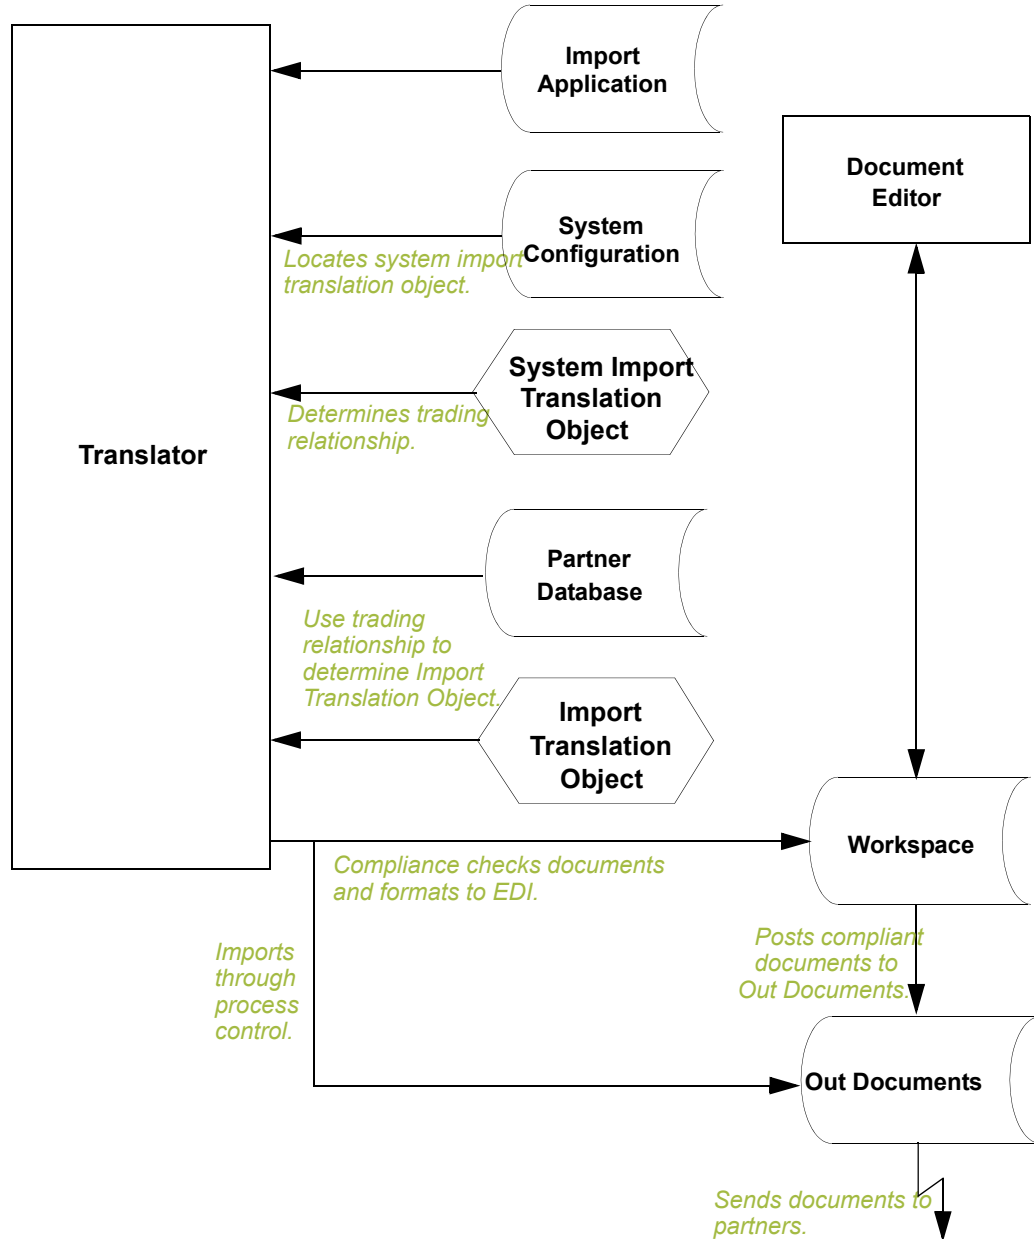 Import
Application
Document
Editor
System
Configuration
Locates system import
translation object.
System Import
Translation
Object
Determines trading
relationship.
Translator
Partner
Database
Use trading
relationship to
determine Import
Translation Object.
Import
Translation
Object
Workspace
Compliance checks documents
and formats to EDI.
Imports
through
process
control.
Posts compliant
documents to
Out Documents.
Out Documents
Sends documents to
partners.